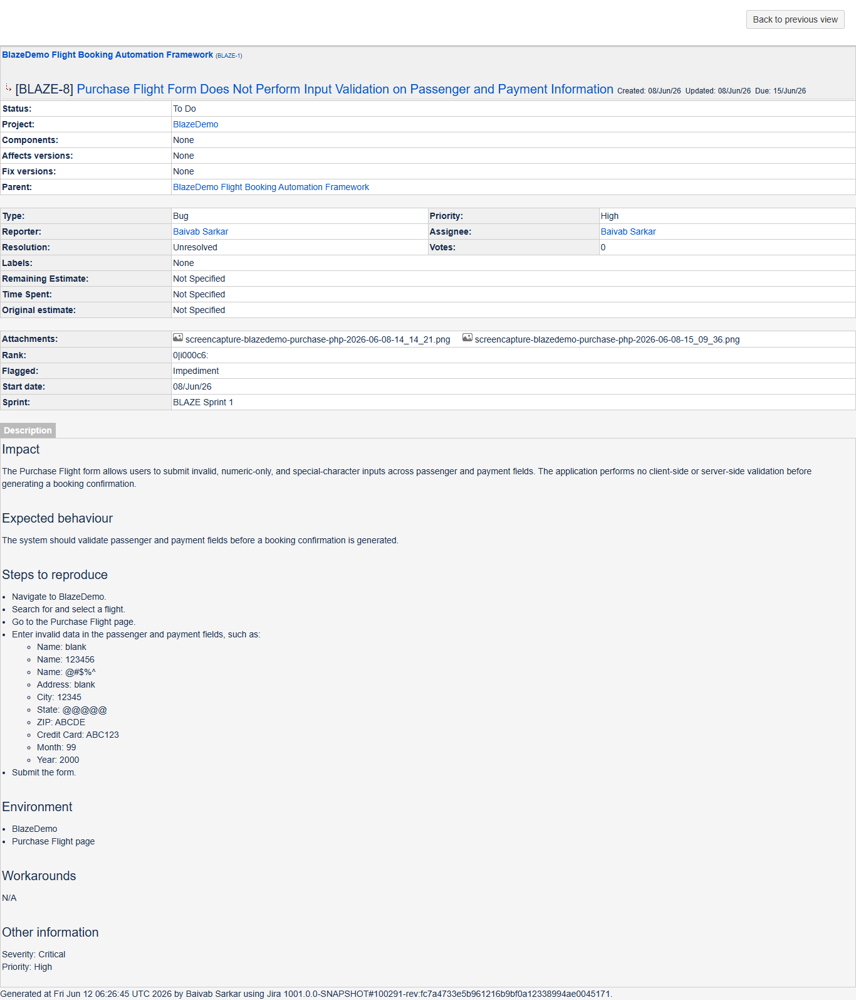 Back to previous view
BlazeDemo Flight Booking Automation Framework (BLAZE-1)
[BLAZE-8] Purchase Flight Form Does Not Perform Input Validation on Passenger and Payment Information Created: 08/Jun/26 Updated: 08/Jun/26 Due: 15/Jun/26
Status: To Do
Project: BlazeDemo
Components: None
Affects versions: None
Fix versions: None
Parent: BlazeDemo Flight Booking Automation Framework
Type: Bug Priority: High
Reporter: Baivab Sarkar Assignee: Baivab Sarkar
Resolution: Unresolved Votes: 0
Labels: None
Remaining Estimate: Not Specified
Time Spent: Not Specified
Original estimate: Not Specified
Attachments: screencapture-blazedemo-purchase-php-2026-06-08-14_14_21.png screencapture-blazedemo-purchase-php-2026-06-08-15_09_36.png
Rank: 0|i000c6:
Flagged: Impediment
Start date: 08/Jun/26
Sprint: BLAZE Sprint 1
Description
Impact
The Purchase Flight form allows users to submit invalid, numeric-only, and special-character inputs across passenger and payment fields. The application performs no client-side or server-side validation before
generating a booking confirmation.
Expected behaviour
The system should validate passenger and payment fields before a booking confirmation is generated.
Steps to reproduce
• Navigate to BlazeDemo.
• Search for and select a flight.
• Go to the Purchase Flight page.
• Enter invalid data in the passenger and payment fields, such as:
◦ Name: blank
◦ Name: 123456
◦ Name: @#$%^
◦ Address: blank
◦ City: 12345
◦ State: @@@@@
◦ ZIP: ABCDE
◦ Credit Card: ABC123
◦ Month: 99
◦ Year: 2000
• Submit the form.
Environment
• BlazeDemo
• Purchase Flight page
Workarounds
N/A
Other information
Severity: Critical
Priority: High
Generated at Fri Jun 12 06:26:45 UTC 2026 by Baivab Sarkar using Jira 1001.0.0-SNAPSHOT#100291-rev:fc7a4733e5b961216b9bf0a12338994ae0045171.